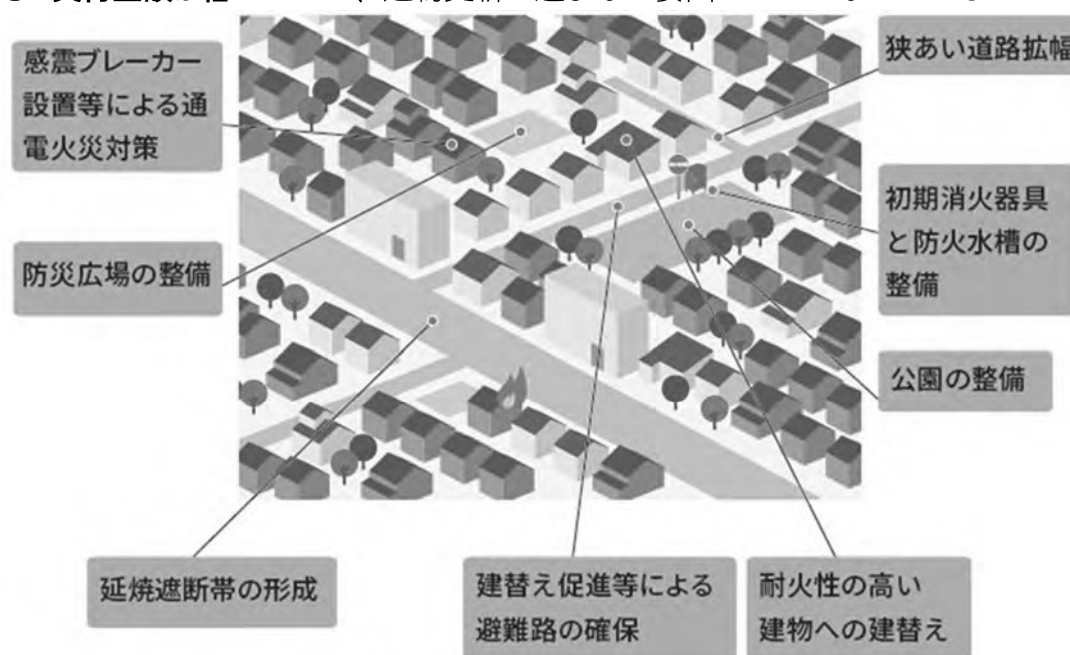 感震ブレーカー
設置等による通
電火災対策
防災広場の整備
狭あい道路拡幅
初期消火器具
と防火水槽の
整備
公園の整備
延焼遮断帯の形成
建替え促進等による
避難路の確保
耐火性の高い
建物への建替え